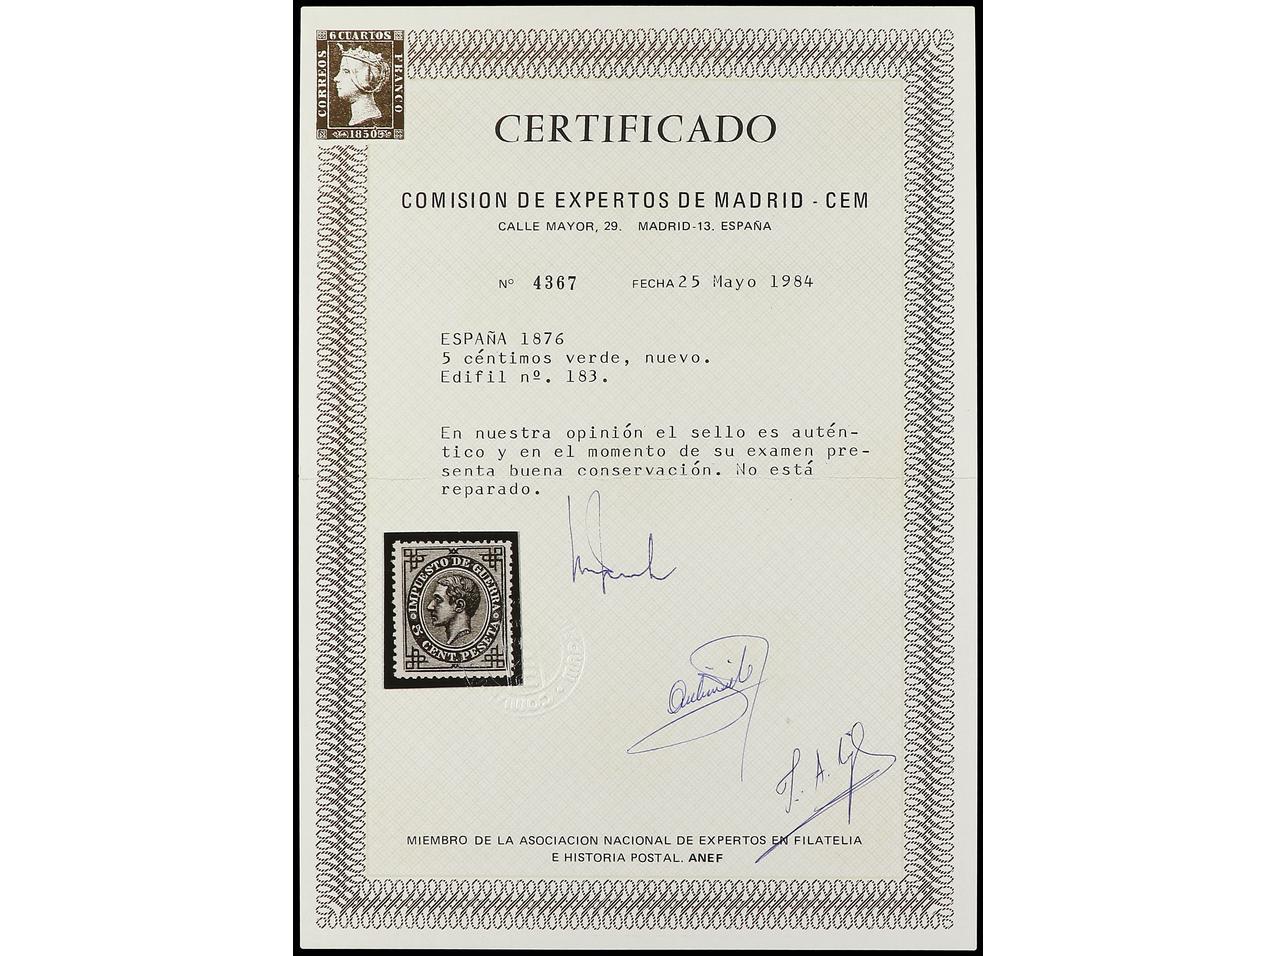 6 CUARTOS
CORREOS
FRANCO
1850
CERTIFICADO
COMISION DE EXPERTOS DE MADRID - CEM
CALLE MAYOR, 29. MADRID-13. ESPAÑA
Nº 4367 FECHA 25 Mayo 1984
ESPAÑA 1876
5 céntimos verde, nuevo.
Edifil nº. 183.
En nuestra opinión el sello es autén-
tico y en el momento de su examen pre-
senta buena conservación. No está
reparado.
IMPUESTO DE GUERRA
5 CENT. PESETA
MIEMBRO DE LA ASOCIACION NACIONAL DE EXPERTOS EN FILATELIA
E HISTORIA POSTAL. ANEF